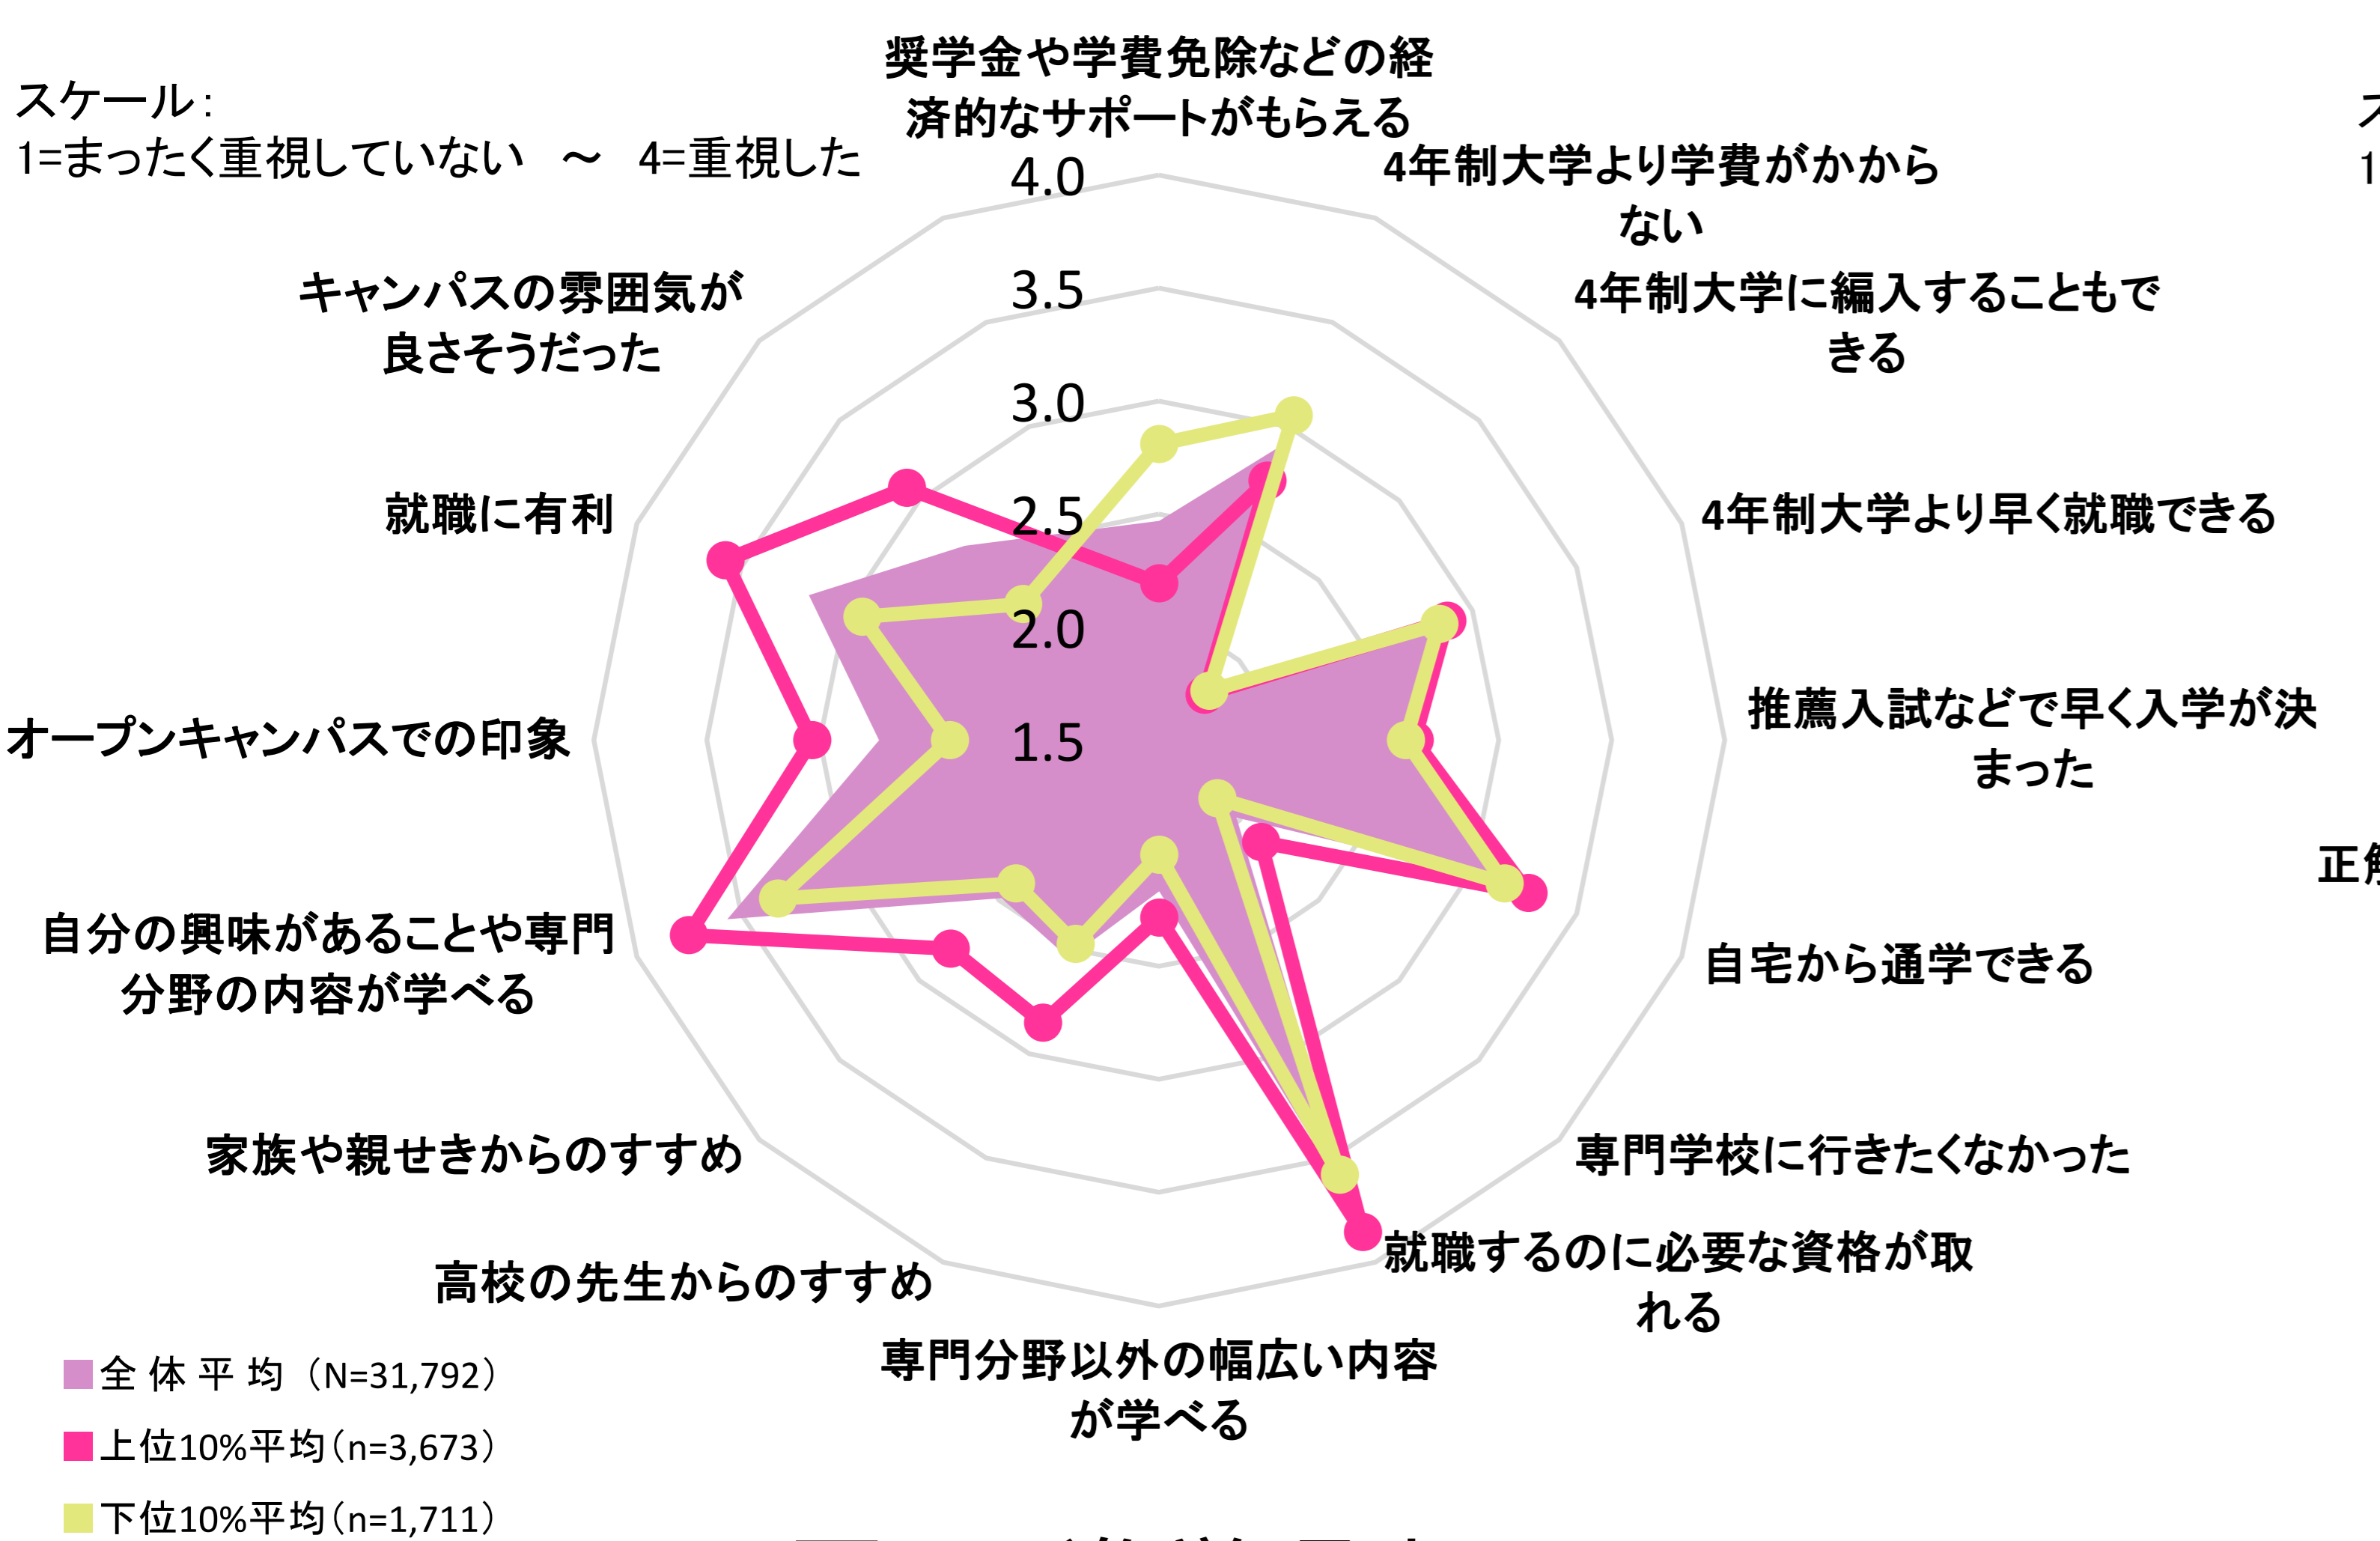 スケール：
1=まったく重視していない　～　4=重視した
奨学金や学費免除などの経
済的なサポートがもらえる
4年制大学より学費がかから
ない
4年制大学に編入することもで
きる
4年制大学より早く就職できる
推薦入試などで早く入学が決
まった
自宅から通学できる
専門学校に行きたくなかった
就職するのに必要な資格が取
れる
専門分野以外の幅広い内容
が学べる
高校の先生からのすすめ
家族や親せきからのすすめ
自分の興味があることや専門
分野の内容が学べる
オープンキャンパスでの印象
就職に有利
キャンパスの雰囲気が
良さそうだった
4.0
3.5
3.0
2.5
2.0
1.5
全 体 平 均 （N=31,792）
上位10%平均（n=3,673）
下位10%平均（n=1,711）
1
正